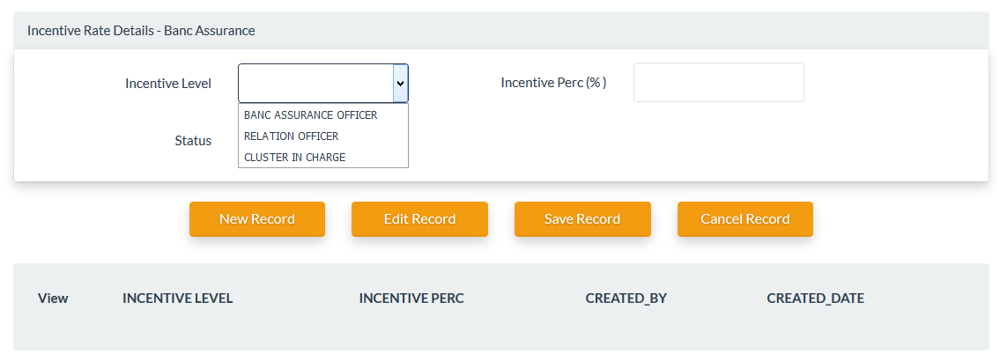 Incentive Rate Details - Banc Assurance
Incentive Level
Incentive Perc (% )
BANC ASSURANCE OFFICER
RELATION OFFICER
CLUSTER IN CHARGE
Status
New Record
Edit Record
Save Record
Cancel Record
View INCENTIVE LEVEL INCENTIVE PERC CREATED_BY CREATED_DATE